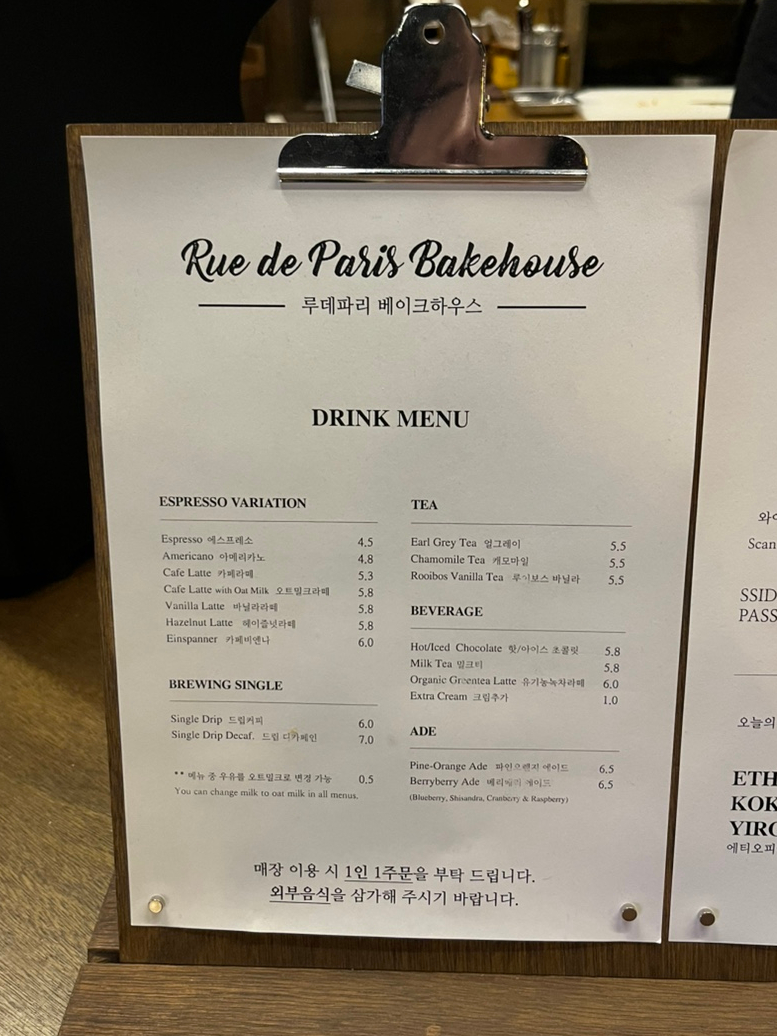 Rue de Paris Bakehouse
루데파리 베이크하우스
DRINK MENU
ESPRESSO VARIATION
Espresso 에스프레소 4.5
Americano 아메리카노 4.8
Cafe Latte 카페라떼 5.3
Cafe Latte with Oat Milk 오트밀크라떼 5.8
Vanilla Latte 바닐라라떼 5.8
Hazelnut Latte 헤이즐넛라떼 5.8
Einspanner 카페비엔나 6.0
BREWING SINGLE
Single Drip 드립커피 6.0
Single Drip Decaf. 드립 디카페인 7.0
** 메뉴 중 우유를 오트밀크로 변경 가능 0.5
You can change milk to oat milk in all menus.
TEA
Earl Grey Tea 얼그레이 5.5
Chamomile Tea 캐모마일 5.5
Rooibos Vanilla Tea 루이보스 바닐라 5.5
BEVERAGE
Hot/Iced Chocolate 핫/아이스 초콜릿 5.8
Milk Tea 밀크티 5.8
Organic Greentea Latte 유기농녹차라떼 6.0
Extra Cream 크림추가 1.0
ADE
Pine-Orange Ade 파인오렌지 에이드 6.5
Berryberry Ade 베리베리 에이드 6.5
(Blueberry, Shisandra, Cranberry & Raspberry)
매장 이용 시 1인 1주문을 부탁 드립니다.
외부음식을 삼가해 주시기 바랍니다.
와이
Scan
SSID
PASS
오늘의
ETH
KOK
YIRG
에티오피